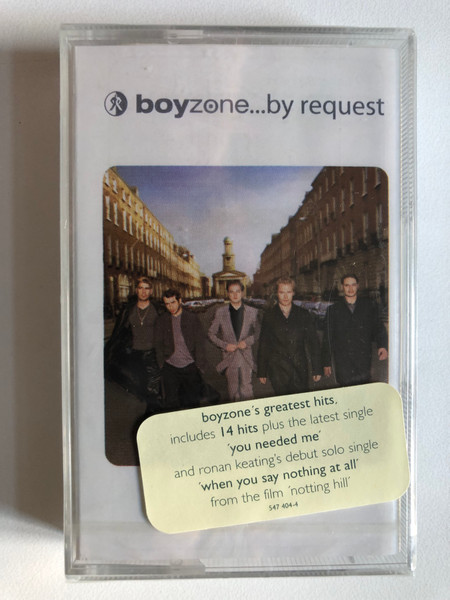 boyzone...by request
boyzone's greatest hits,
includes 14 hits plus the latest single
'you needed me'
and ronan keating's debut solo single
'when you say nothing at all'
from the film 'notting hill'
547 404-4